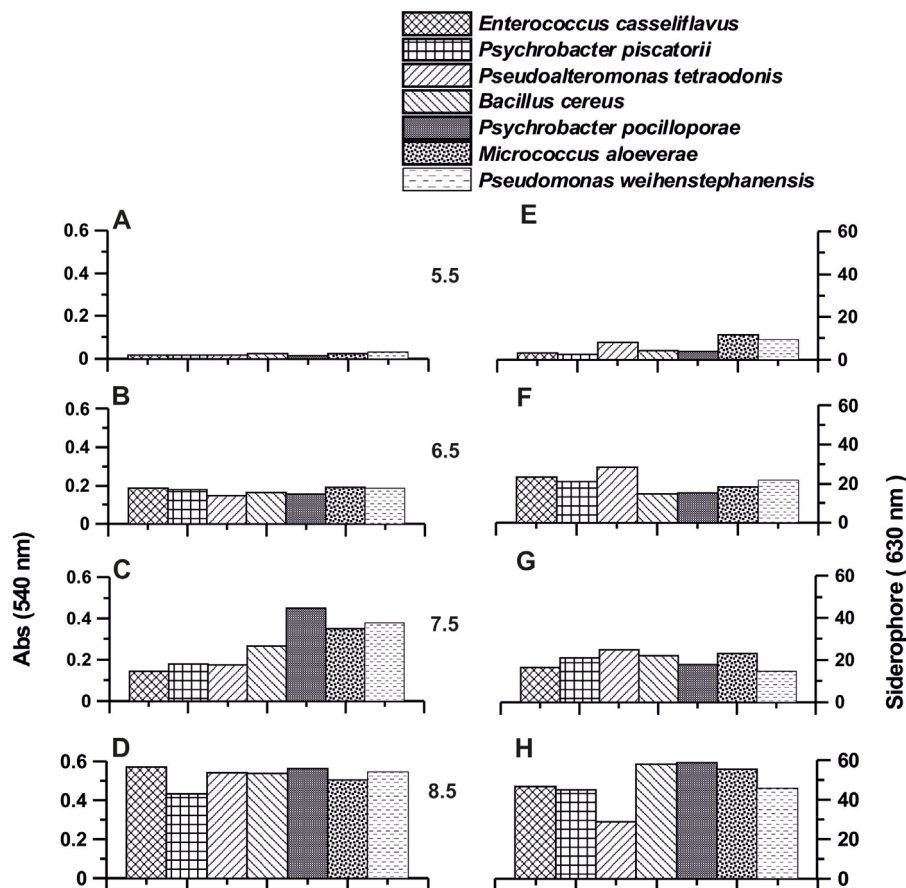 Enterococcus casseliflavus
Psychrobacter piscatorii
Pseudoalteromonas tetraodonis
Bacillus cereus
Psychrobacter pocilloporae
Micrococcus aloeverae
Pseudomonas weihenstephanensis
A
E
0.6
0.4
0.2
0
5.5
60
40
20
0
B
F
0.6
0.4
0.2
0
6.5
60
40
20
0
C
G
0.6
0.4
0.2
0
7.5
60
40
20
0
D
H
0.6
0.4
0.2
0
8.5
60
40
20
0
Abs (540 nm)
Siderophore ( 630 nm )